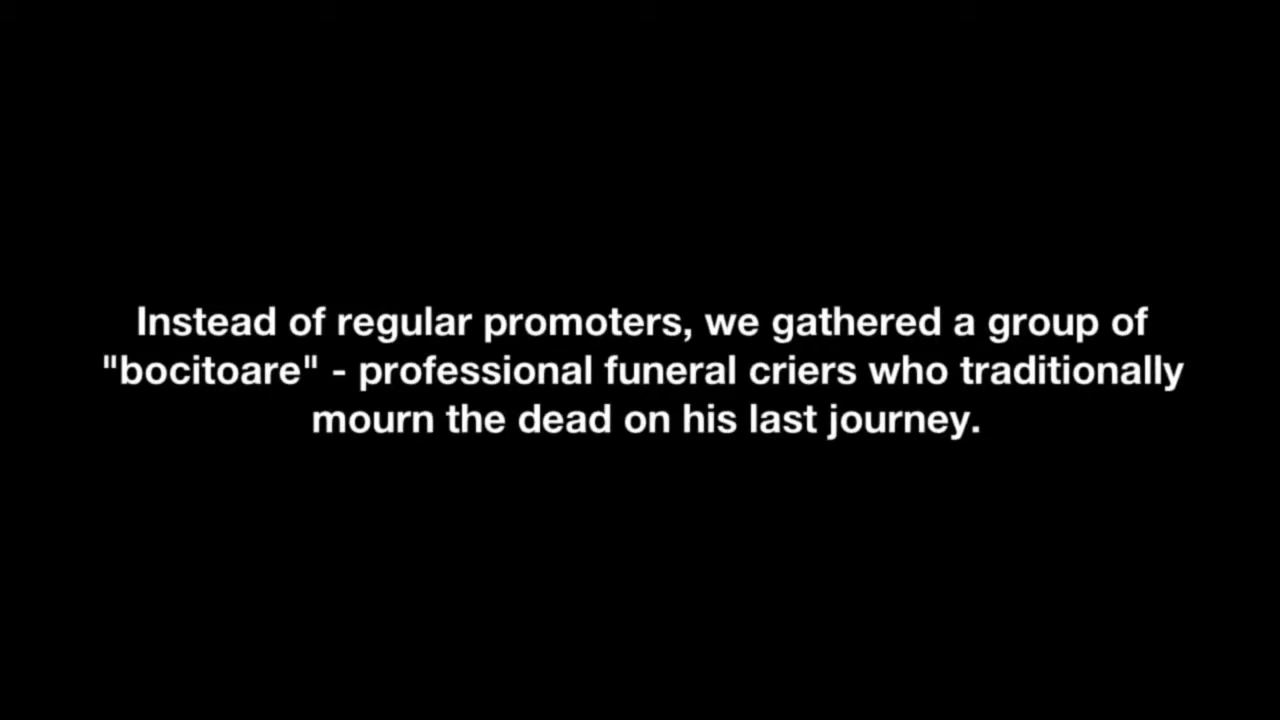 Instead of regular promoters, we gathered a group of
"bocitoare" - professional funeral criers who traditionally
mourn the dead on his last journey.